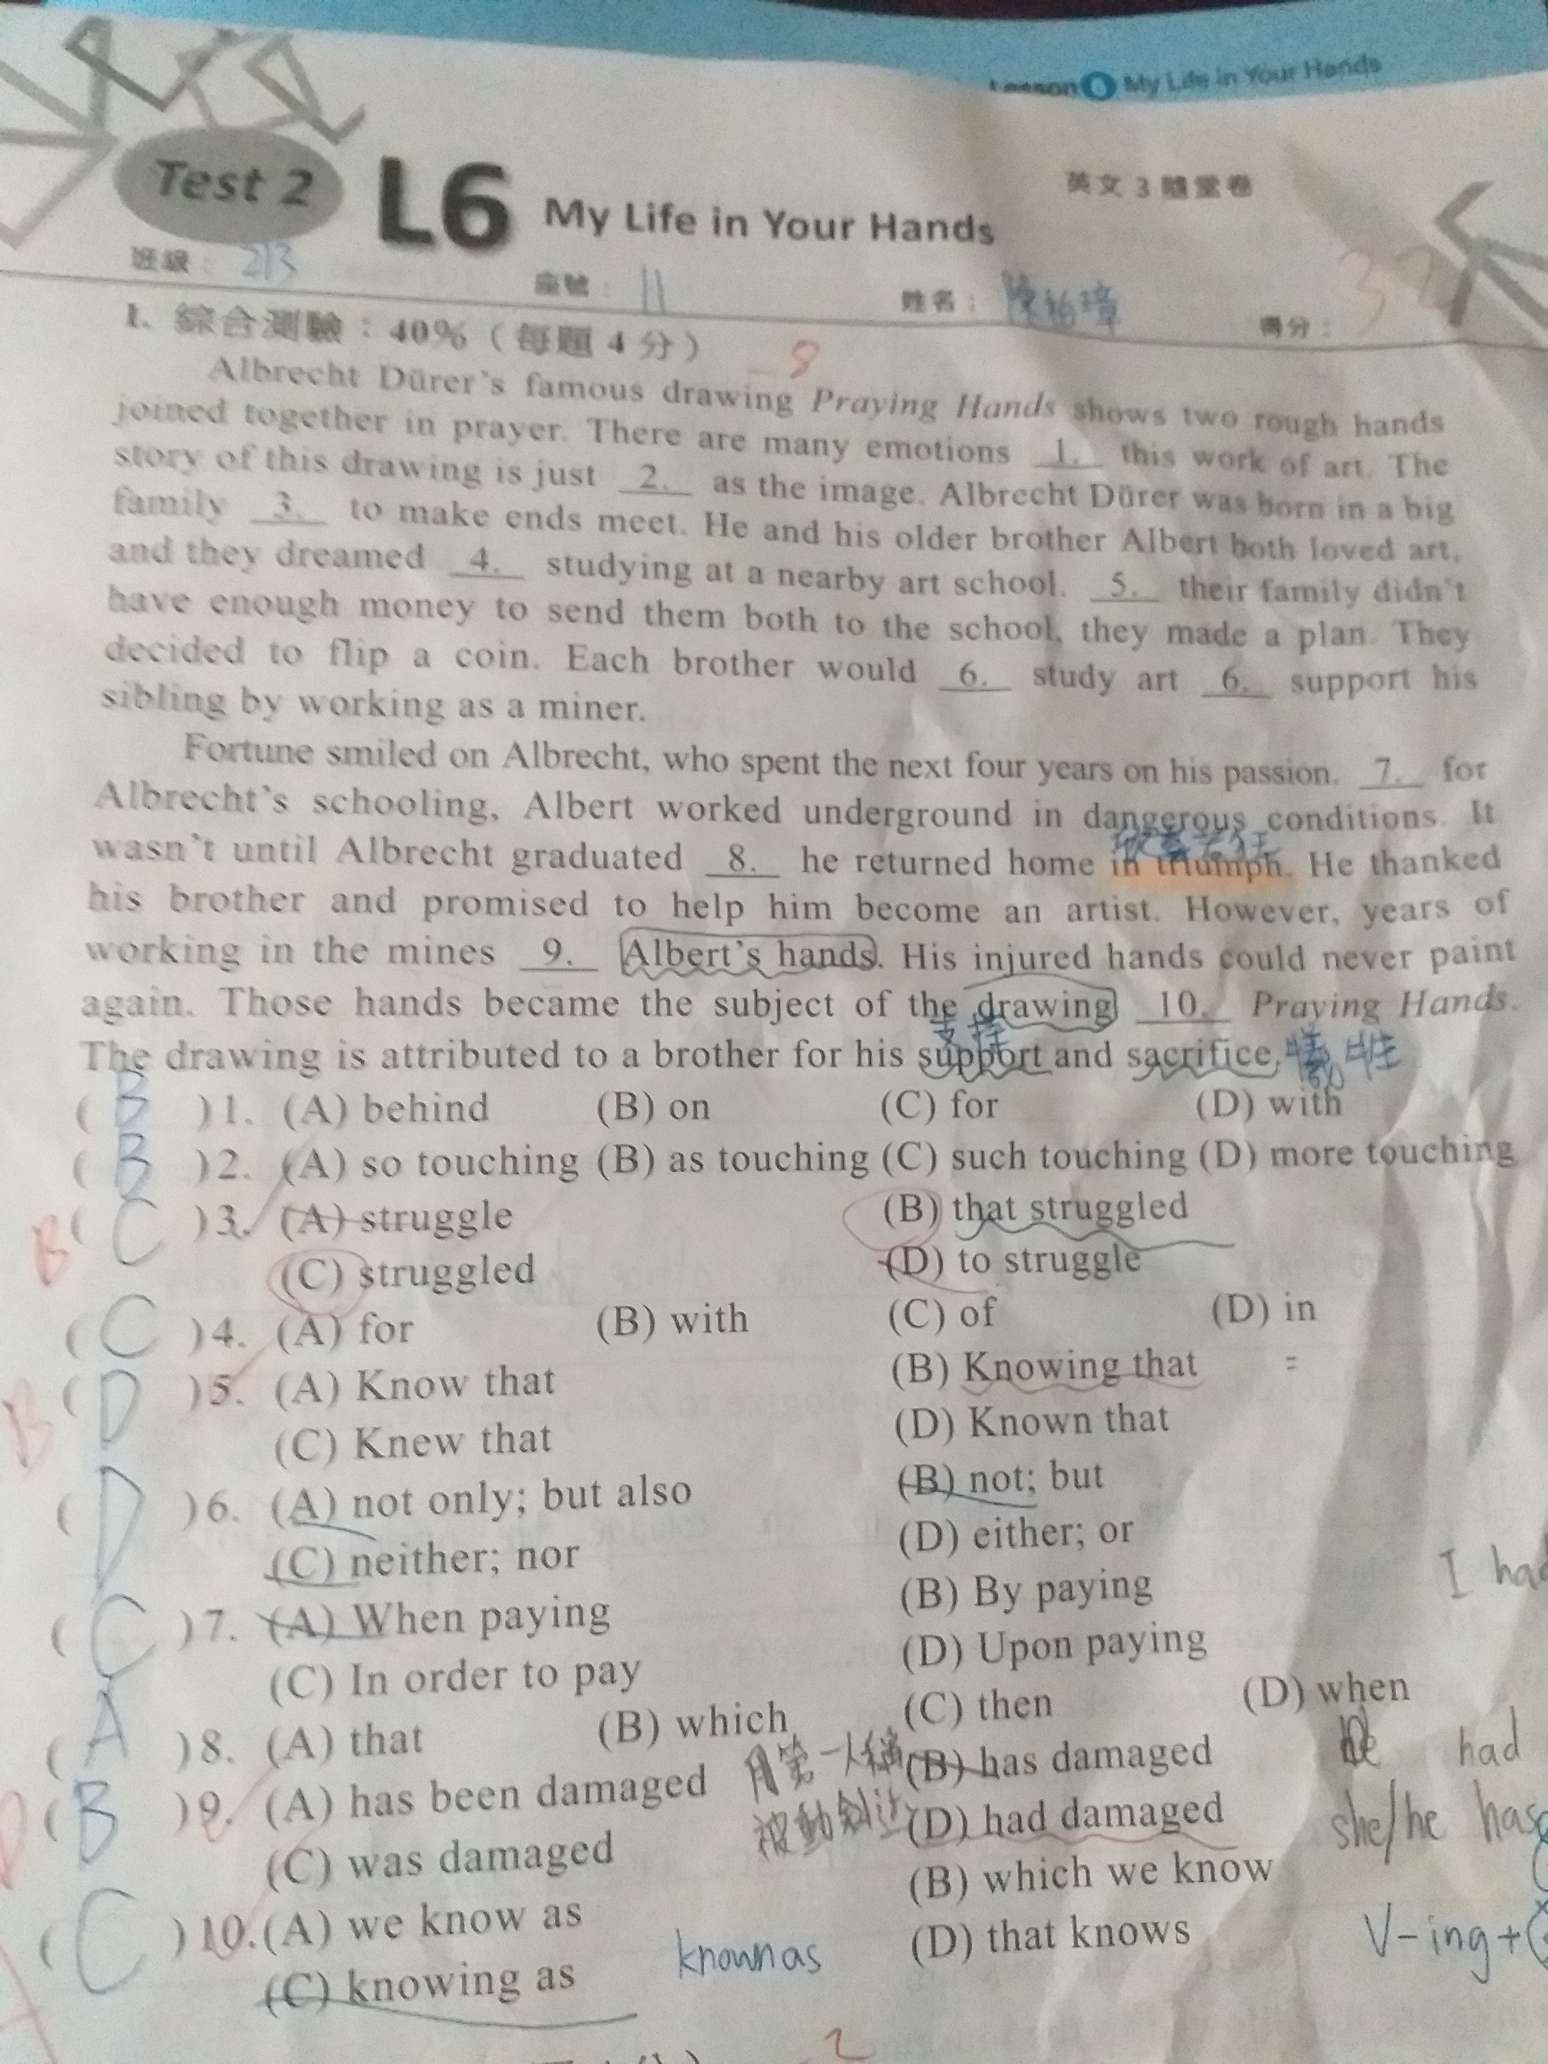 Lesson 6 My Life in Your Hands
Test 2 L6 My Life in Your Hands
英文 3 隨堂卷
班級： 213 座號： 11 姓名： 得分： 32
I. 綜合測驗：40%（每題 4 分） -8
Albrecht Dürer's famous drawing Praying Hands shows two rough hands
joined together in prayer. There are many emotions 1. this work of art. The
story of this drawing is just 2. as the image. Albrecht Dürer was born in a big
family 3. to make ends meet. He and his older brother Albert both loved art,
and they dreamed 4. studying at a nearby art school. 5. their family didn't
have enough money to send them both to the school, they made a plan. They
decided to flip a coin. Each brother would 6. study art 6. support his
sibling by working as a miner.
Fortune smiled on Albrecht, who spent the next four years on his passion. 7. for
Albrecht's schooling, Albert worked underground in dangerous conditions. It
wasn't until Albrecht graduated 8. he returned home in triumph. He thanked
his brother and promised to help him become an artist. However, years of
working in the mines 9. Albert's hands. His injured hands could never paint
again. Those hands became the subject of the drawing 10. Praying Hands.
支持
The drawing is attributed to a brother for his support and sacrifice. 犧牲
( B ) 1. (A) behind (B) on (C) for (D) with
( B ) 2. (A) so touching (B) as touching (C) such touching (D) more touching
B ( C ) 3. (A) struggle (B) that struggled
(C) struggled (D) to struggle
( C ) 4. (A) for (B) with (C) of (D) in
B ( D ) 5. (A) Know that (B) Knowing that =
(C) Knew that (D) Known that
( D ) 6. (A) not only; but also (B) not; but
(C) neither; nor (D) either; or
I had
( C ) 7. (A) When paying (B) By paying
(C) In order to pay (D) Upon paying
( A ) 8. (A) that (B) which (C) then (D) when
had
D ( B ) 9. (A) has been damaged (B) has damaged
(C) was damaged (D) had damaged
she/he has
( C ) 10. (A) we know as (B) which we know
(C) knowing as (D) that knows
known as
V-ing +
2